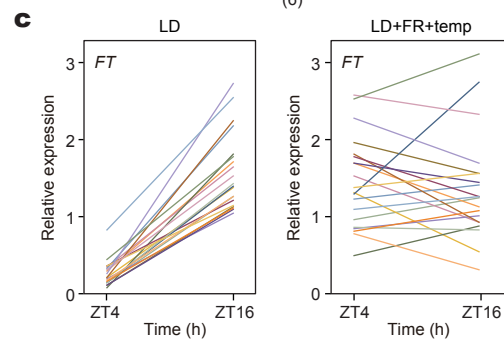 (6)
c
LD
LD+FR+temp
FT
FT
Relative expression
3
2
1
0
ZT4
ZT16
Time (h)
Relative expression
3
2
1
0
ZT4
ZT16
Time (h)